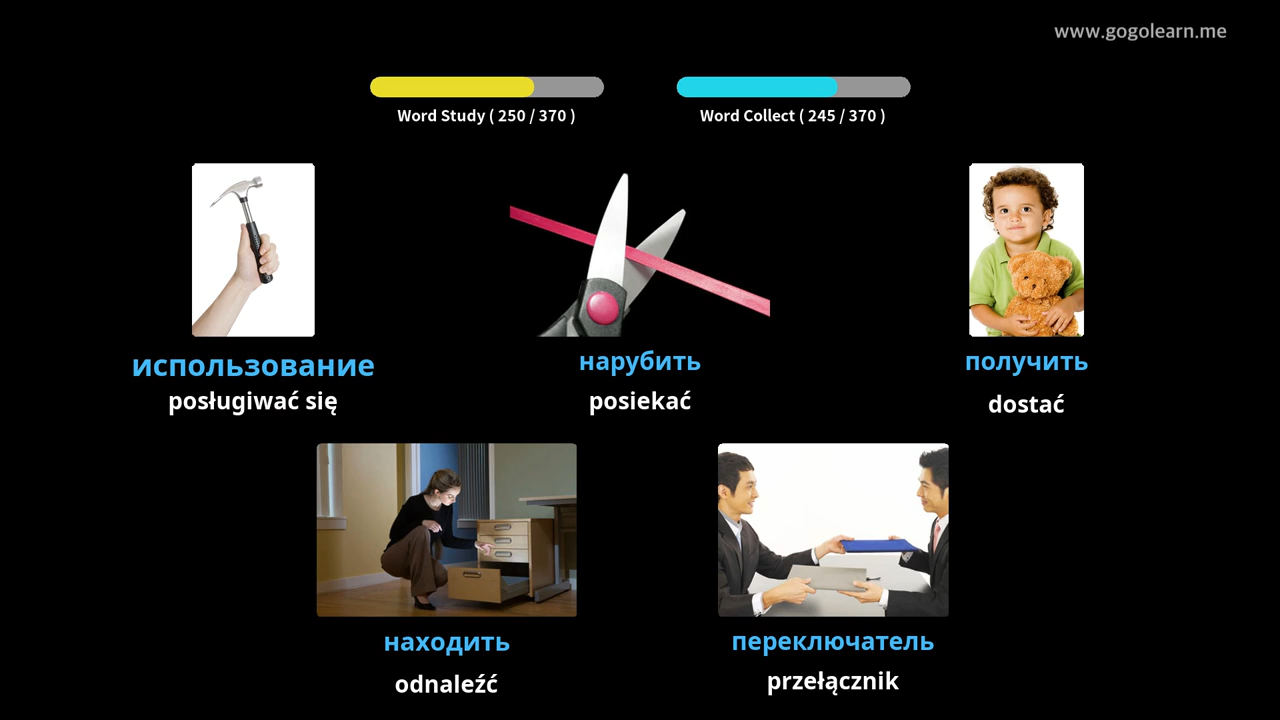 www.gogolearn.me
Word Study ( 250 / 370 )
Word Collect ( 245 / 370 )
использование
posługiwać się
нарубить
posiekać
получить
dostać
находить
odnaleźć
переключатель
przełącznik